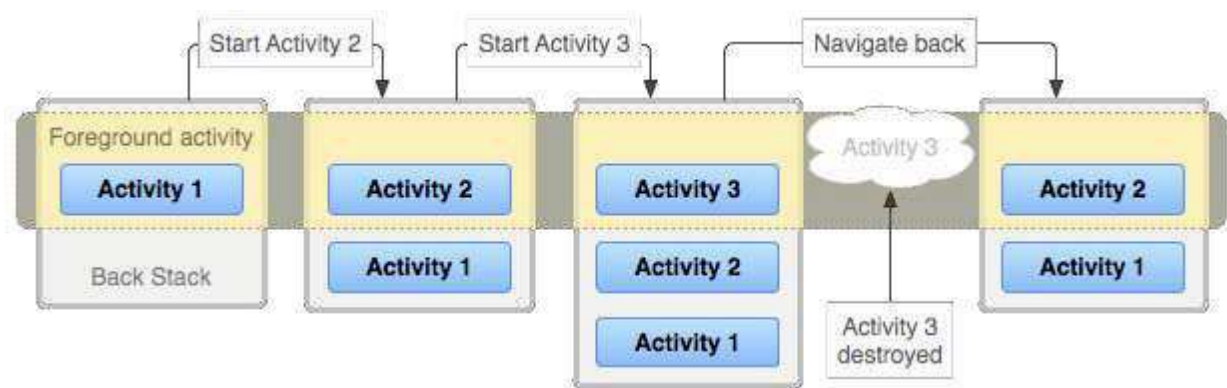 Start Activity 2
Start Activity 3
Navigate back
Foreground activity
Activity 3
Activity 1
Activity 2
Activity 3
Activity 2
Back Stack
Activity 1
Activity 2
Activity 1
Activity 1
Activity 3
destroyed